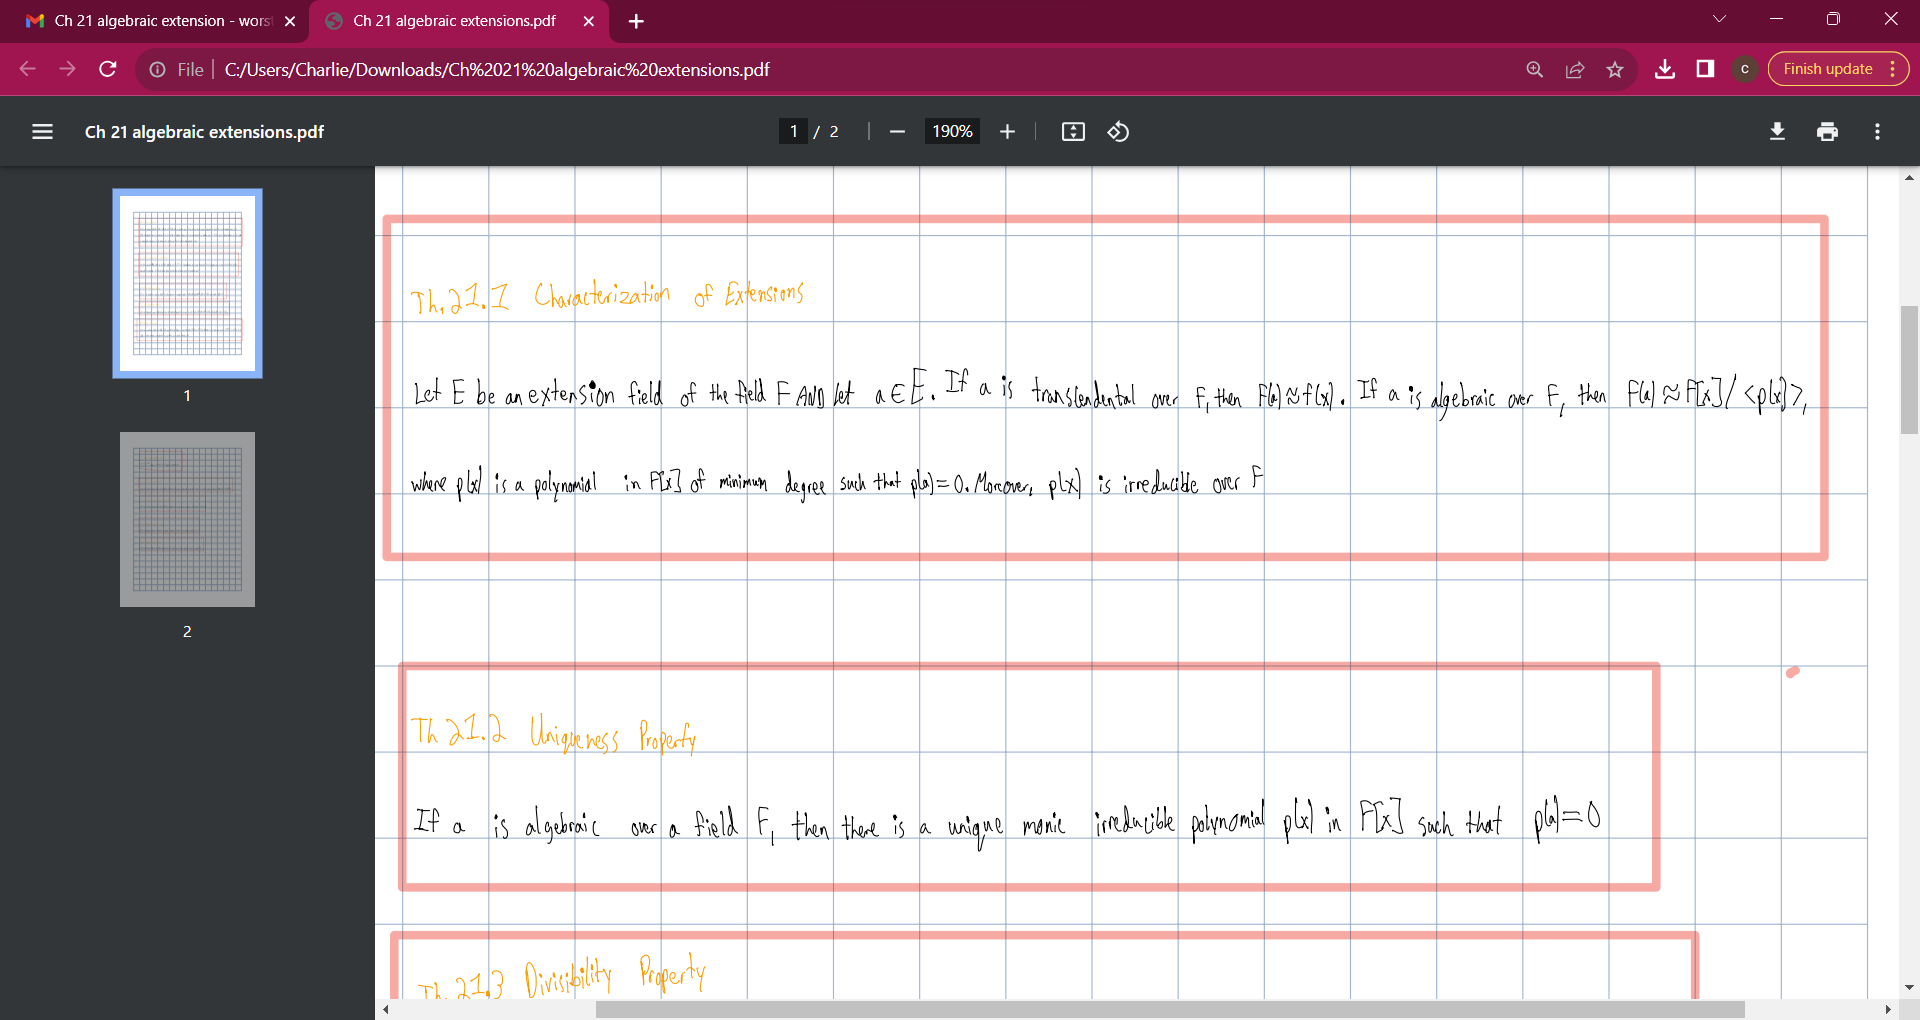 Ch 21 algebraic extension - wors
Ch 21 algebraic extensions.pdf
File
C:/Users/Charlie/Downloads/Ch%2021%20algebraic%20extensions.pdf
C
Finish update
Ch 21 algebraic extensions.pdf
1 / 2
190%
1
2
Th. 21.1 Characterization of Extensions
Let E be an extension field of the field F AND let a ∈ E. If a is transcendental over F, then F(a) ≈ f(x). If a is algebraic over F, then F(a) ≈ F[x]/<p(x)>,
where p(x) is a polynomial in F[x] of minimum degree such that p(a) = 0. Moreover, p(x) is irreducible over F
Th 21.2 Uniqueness Property
If a is algebraic over a field F, then there is a unique monic irreducible polynomial p(x) in F[x] such that p(a) = 0
Th. 21.3 Divisibility Property